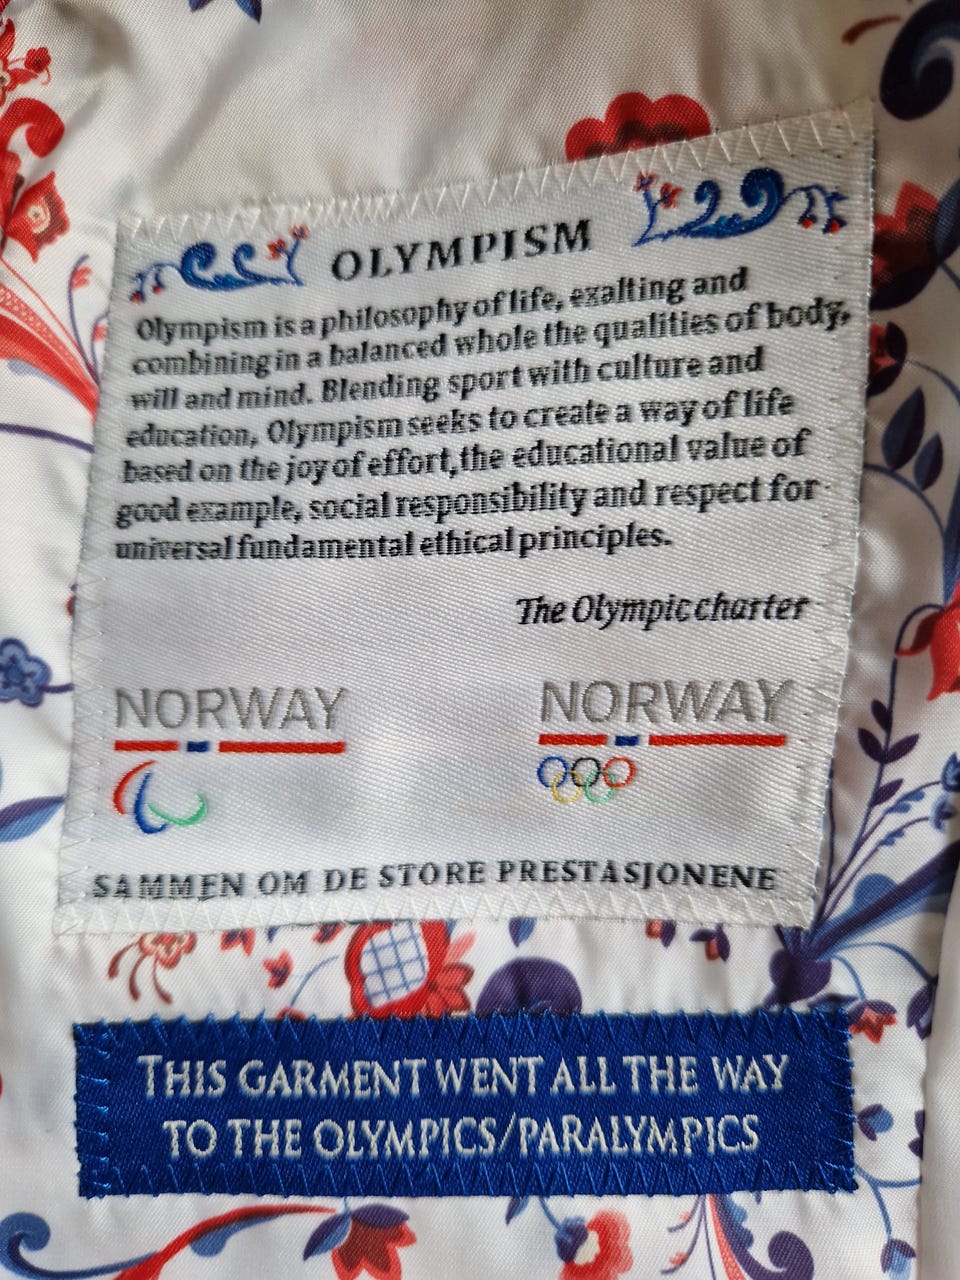 OLYMPISM
Olympism is a philosophy of life, exalting and
combining in a balanced whole the qualities of body,
will and mind. Blending sport with culture and
education, Olympism seeks to create a way of life
based on the joy of effort, the educational value of
good example, social responsibility and respect for
universal fundamental ethical principles.
The Olympic charter
NORWAY
NORWAY
SAMMEN OM DE STORE PRESTASJONENE
THIS GARMENT WENT ALL THE WAY
TO THE OLYMPICS/PARALYMPICS